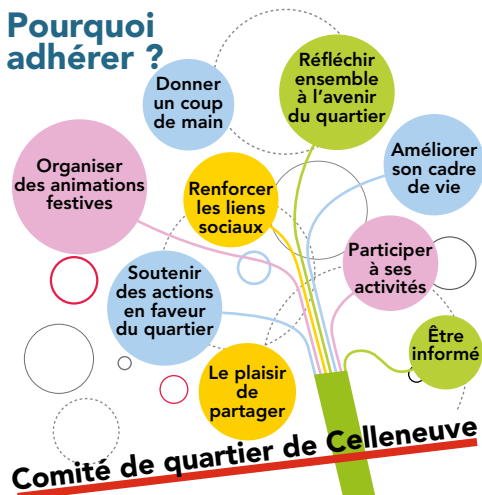 Pourquoi
adhérer ?
Donner
un coup
de main
Réfléchir
ensemble
à l'avenir
du quartier
Organiser
des animations
festives
Renforcer
les liens
sociaux
Améliorer
son cadre
de vie
Soutenir
des actions
en faveur
du quartier
Participer
à ses
activités
Le plaisir
de
partager
Être
informé
Comité de quartier de Celleneuve